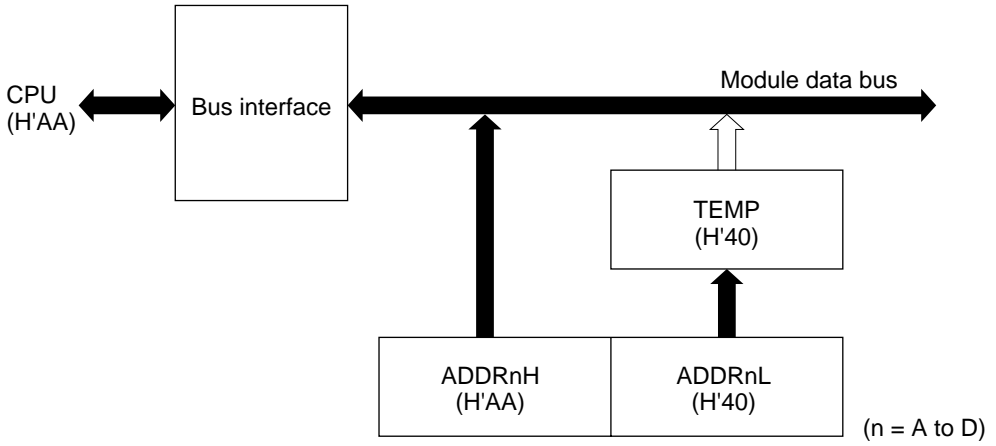 CPU
(H'AA)
Bus interface
Module data bus
TEMP
(H'40)
ADDRnH
(H'AA)
ADDRnL
(H'40)
(n = A to D)